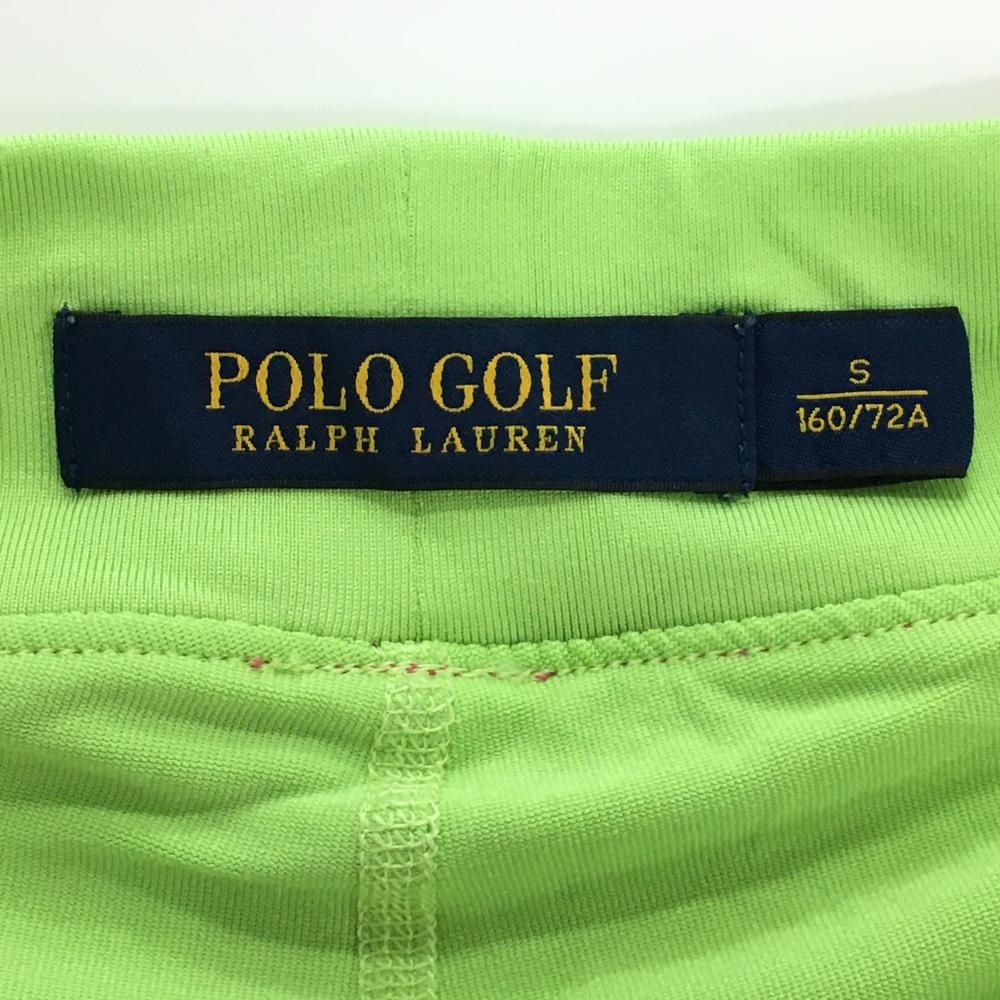 POLO GOLF
RALPH LAUREN
S
160/72A